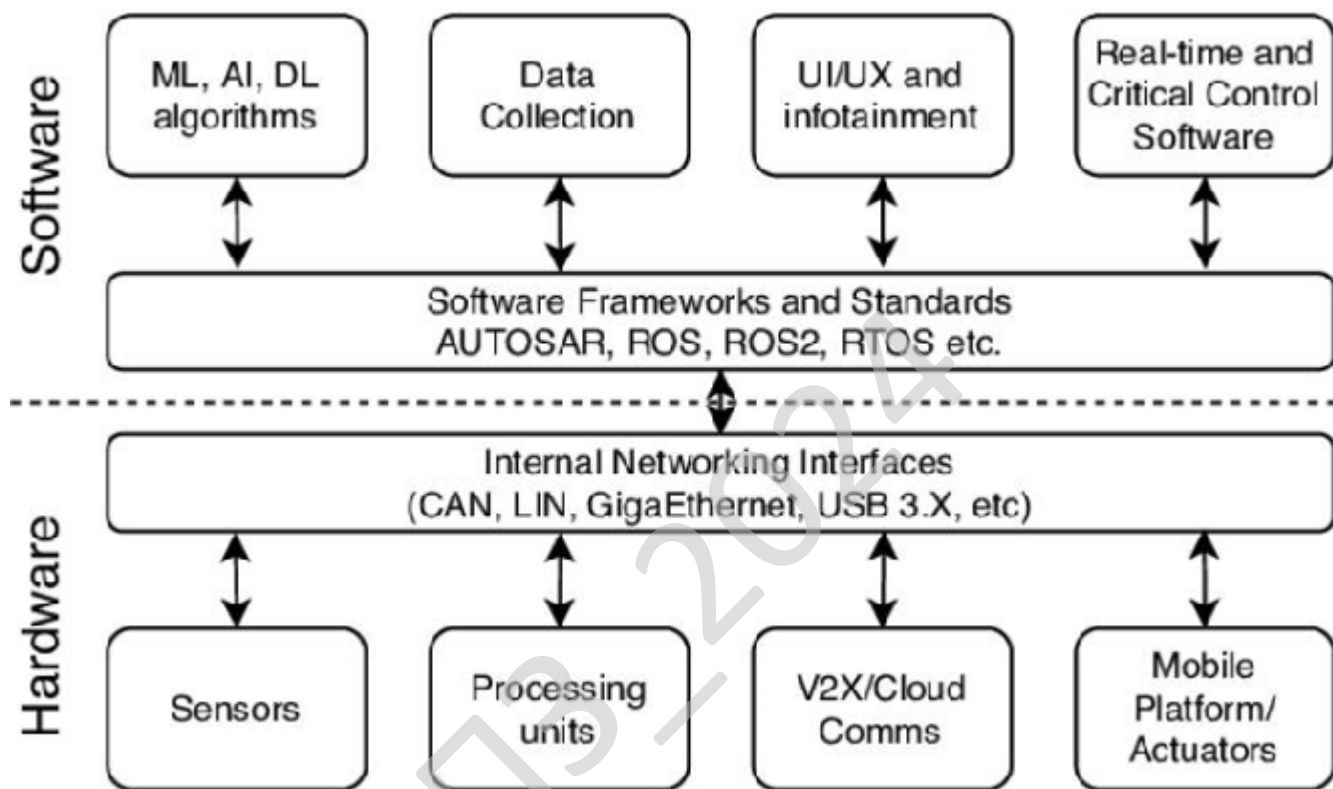 Software
ML, AI, DL
algorithms
Data
Collection
UI/UX and
infotainment
Real-time and
Critical Control
Software
Software Frameworks and Standards
AUTOSAR, ROS, ROS2, RTOS etc.
Hardware
Internal Networking Interfaces
(CAN, LIN, GigaEthernet, USB 3.X, etc)
Sensors
Processing
units
V2X/Cloud
Comms
Mobile
Platform/
Actuators